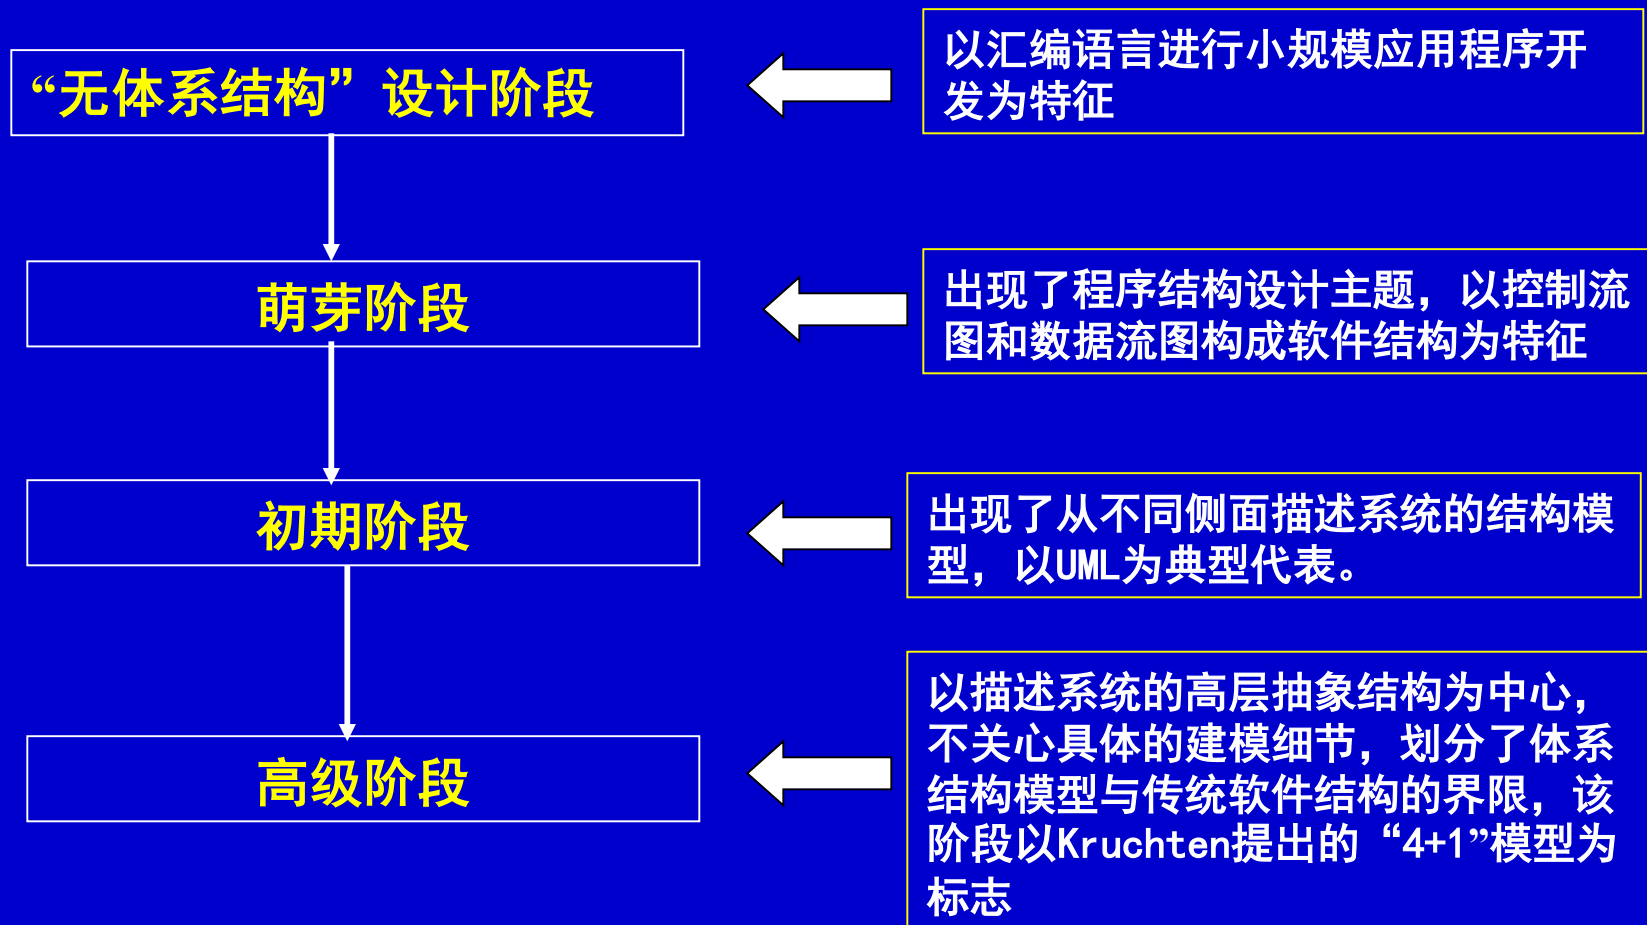 “无体系结构”设计阶段
以汇编语言进行小规模应用程序开
发为特征
萌芽阶段
出现了程序结构设计主题，以控制流
图和数据流图构成软件结构为特征
初期阶段
出现了从不同侧面描述系统的结构模
型，以UML为典型代表。
高级阶段
以描述系统的高层抽象结构为中心，
不关心具体的建模细节，划分了体系
结构模型与传统软件结构的界限，该
阶段以Kruchten提出的“4+1”模型为
标志